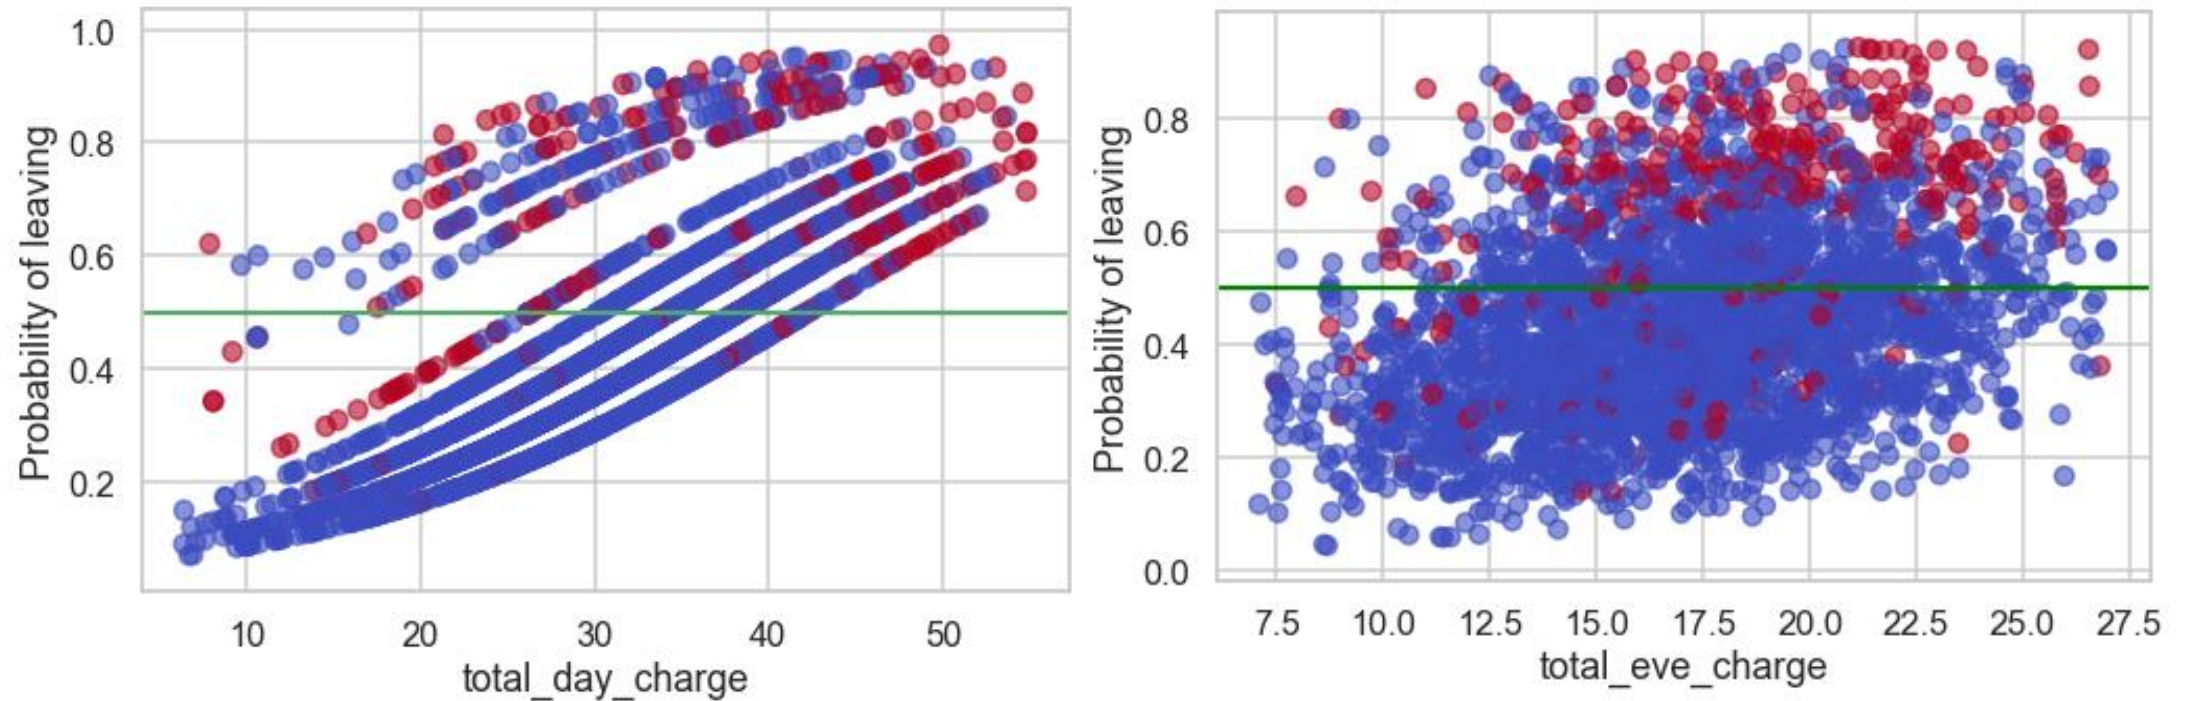 1.0
0.8
0.6
0.4
0.2
Probability of leaving
10 20 30 40 50
total_day_charge
0.8
0.6
0.4
0.2
0.0
Probability of leaving
7.5 10.0 12.5 15.0 17.5 20.0 22.5 25.0 27.5
total_eve_charge